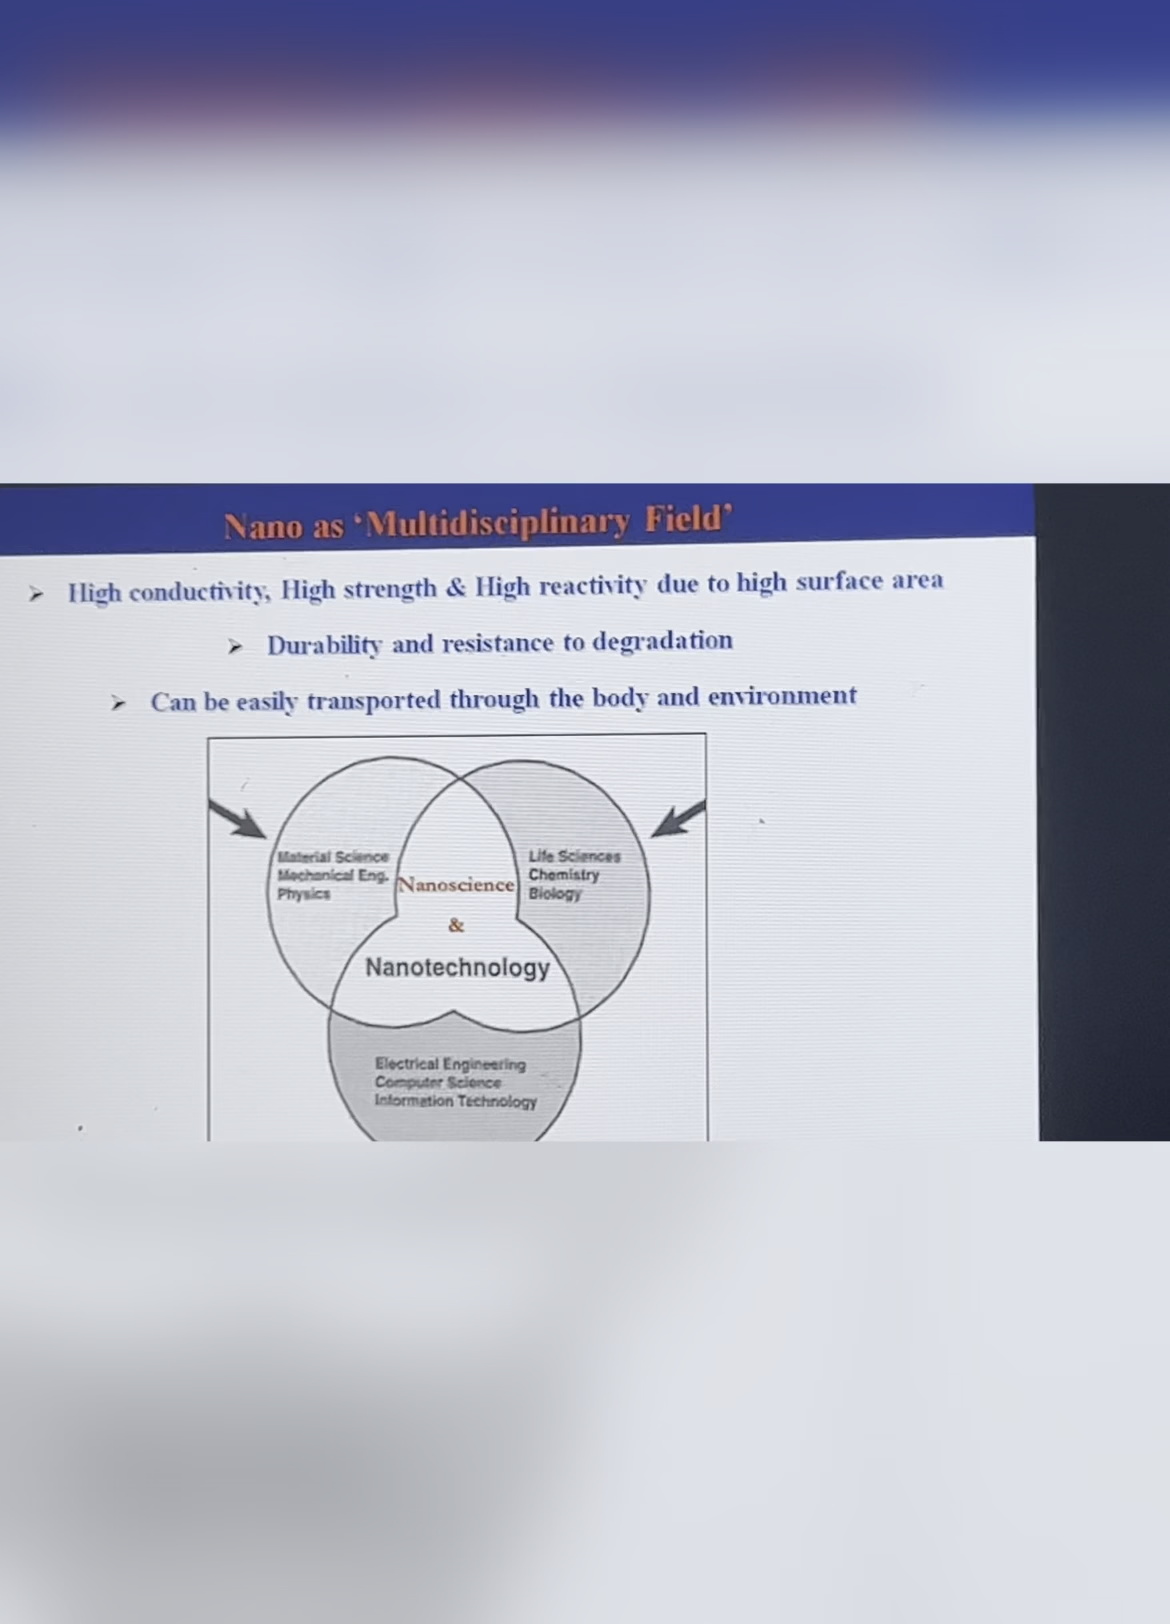 Nano as ‘Multidisciplinary Field’
➢ High conductivity, High strength & High reactivity due to high surface area
➢ Durability and resistance to degradation
➢ Can be easily transported through the body and environment
Material Science
Mechanical Eng.
Physics
Life Sciences
Chemistry
Biology
Nanoscience
&
Nanotechnology
Electrical Engineering
Computer Science
Information Technology